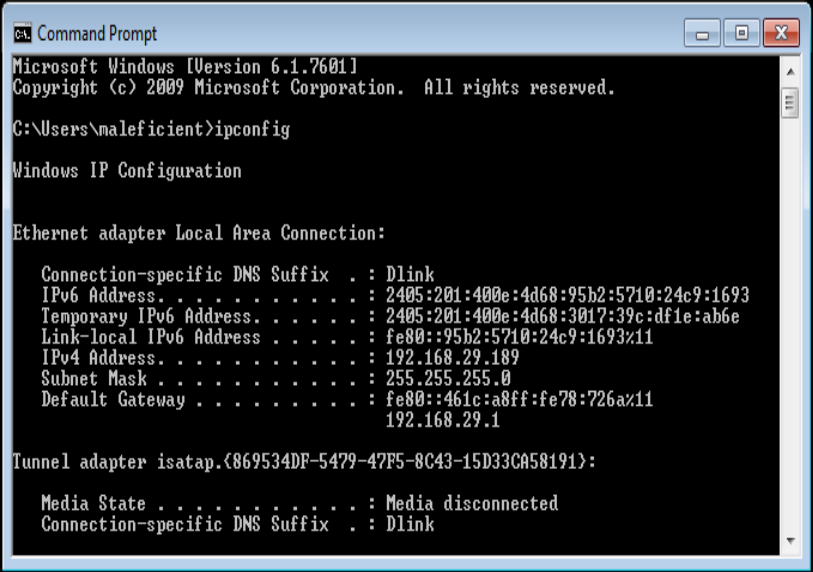 Command Prompt
Microsoft Windows [Version 6.1.7601]
Copyright (c) 2009 Microsoft Corporation.  All rights reserved.
C:\Users\maleficient>ipconfig
Windows IP Configuration
Ethernet adapter Local Area Connection:
   Connection-specific DNS Suffix  . : Dlink
   IPv6 Address. . . . . . . . . . . : 2405:201:400e:4d68:95b2:5710:24c9:1693
   Temporary IPv6 Address. . . . . . : 2405:201:400e:4d68:3017:39c:df1e:ab6e
   Link-local IPv6 Address . . . . . : fe80::95b2:5710:24c9:1693%11
   IPv4 Address. . . . . . . . . . . : 192.168.29.189
   Subnet Mask . . . . . . . . . . . : 255.255.255.0
   Default Gateway . . . . . . . . . : fe80::461c:a8ff:fe78:726a%11
                                       192.168.29.1
Tunnel adapter isatap.{869534DF-5479-47F5-8C43-15D33CA58191}:
   Media State . . . . . . . . . . . : Media disconnected
   Connection-specific DNS Suffix  . : Dlink